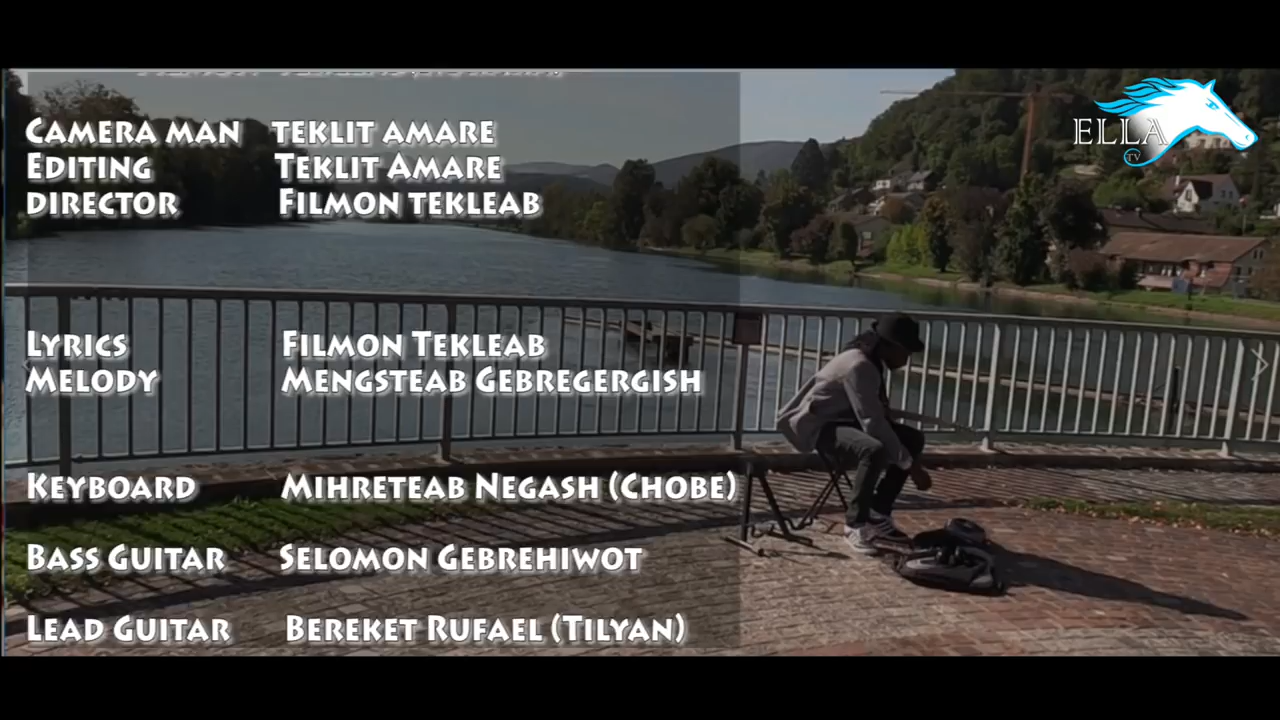 CAMERA MAN TEKLIT AMARE
EDITING TEKLIT AMARE
DIRECTOR FILMON TEKLEAB
LYRICS FILMON TEKLEAB
MELODY MENGSTEAB GEBREGERGISH
KEYBOARD MIHRETEAB NEGASH (CHOBE)
BASS GUITAR SELOMON GEBREHIWOT
LEAD GUITAR BEREKET RUFAEL (TILYAN)
ELLA
TV